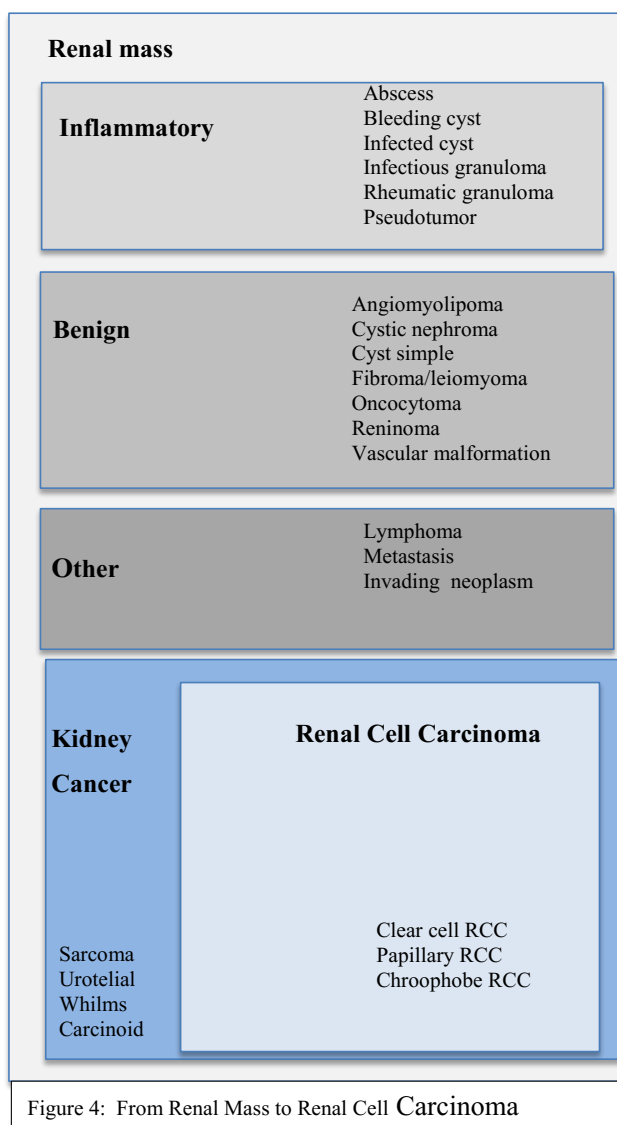 Renal mass
Inflammatory
Abscess
Bleeding cyst
Infected cyst
Infectious granuloma
Rheumatic granuloma
Pseudotumor
Benign
Angiomyolipoma
Cystic nephroma
Cyst simple
Fibroma/leiomyoma
Oncocytoma
Reninoma
Vascular malformation
Other
Lymphoma
Metastasis
Invading neoplasm
Kidney
Cancer
Sarcoma
Urotelial
Whilms
Carcinoid
Renal Cell Carcinoma
Clear cell RCC
Papillary RCC
Chroophobe RCC
Figure 4: From Renal Mass to Renal Cell Carcinoma